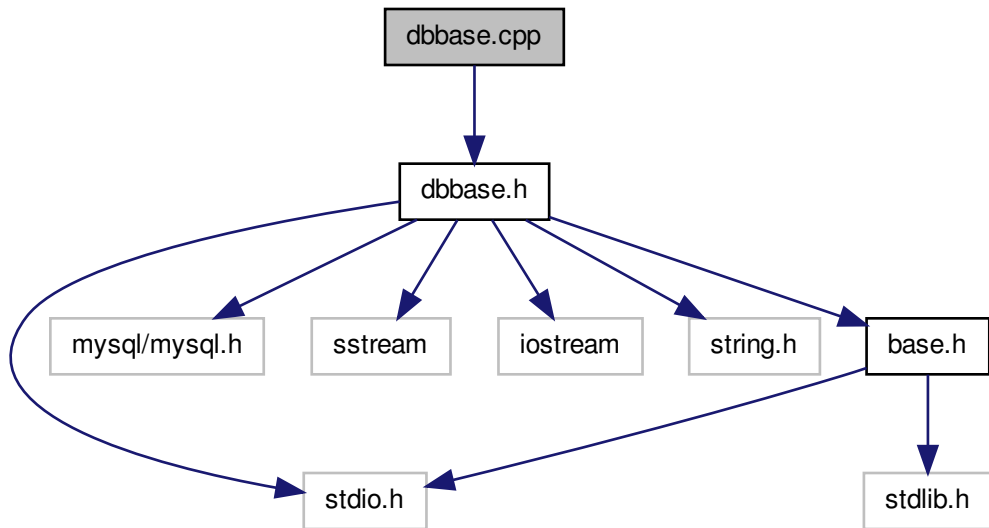 dbbase.cpp
dbbase.h
mysql/mysql.h
sstream
iostream
string.h
base.h
stdio.h
stdlib.h